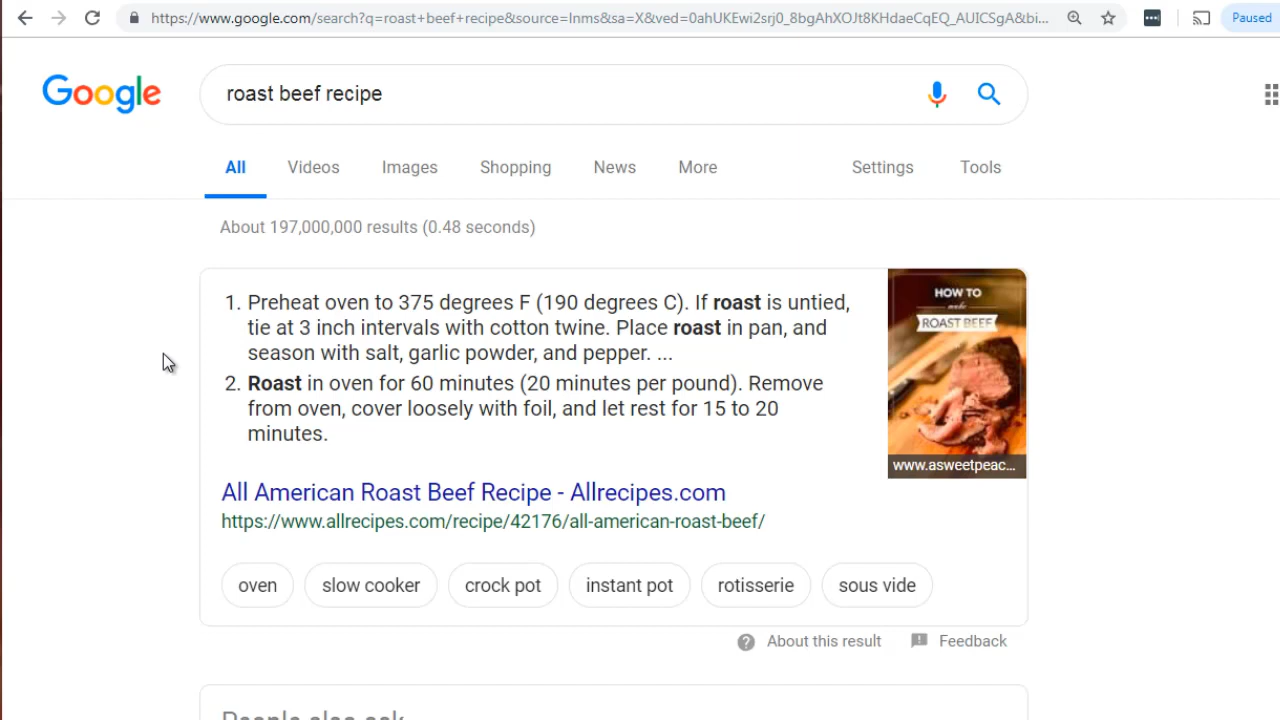 https://www.google.com/search?q=roast+beef+recipe&source=lnms&sa=X&ved=0ahUKEwi2srj0_8bgAhXOJt8KHdaeCqEQ_AUICSgA&bi...
Paused
Google
roast beef recipe
All Videos Images Shopping News More Settings Tools
About 197,000,000 results (0.48 seconds)
1. Preheat oven to 375 degrees F (190 degrees C). If roast is untied,
tie at 3 inch intervals with cotton twine. Place roast in pan, and
season with salt, garlic powder, and pepper. ...
2. Roast in oven for 60 minutes (20 minutes per pound). Remove
from oven, cover loosely with foil, and let rest for 15 to 20
minutes.
HOW TO
make
ROAST BEEF
www.asweetpeac...
All American Roast Beef Recipe - Allrecipes.com
https://www.allrecipes.com/recipe/42176/all-american-roast-beef/
oven slow cooker crock pot instant pot rotisserie sous vide
About this result Feedback
People also ask